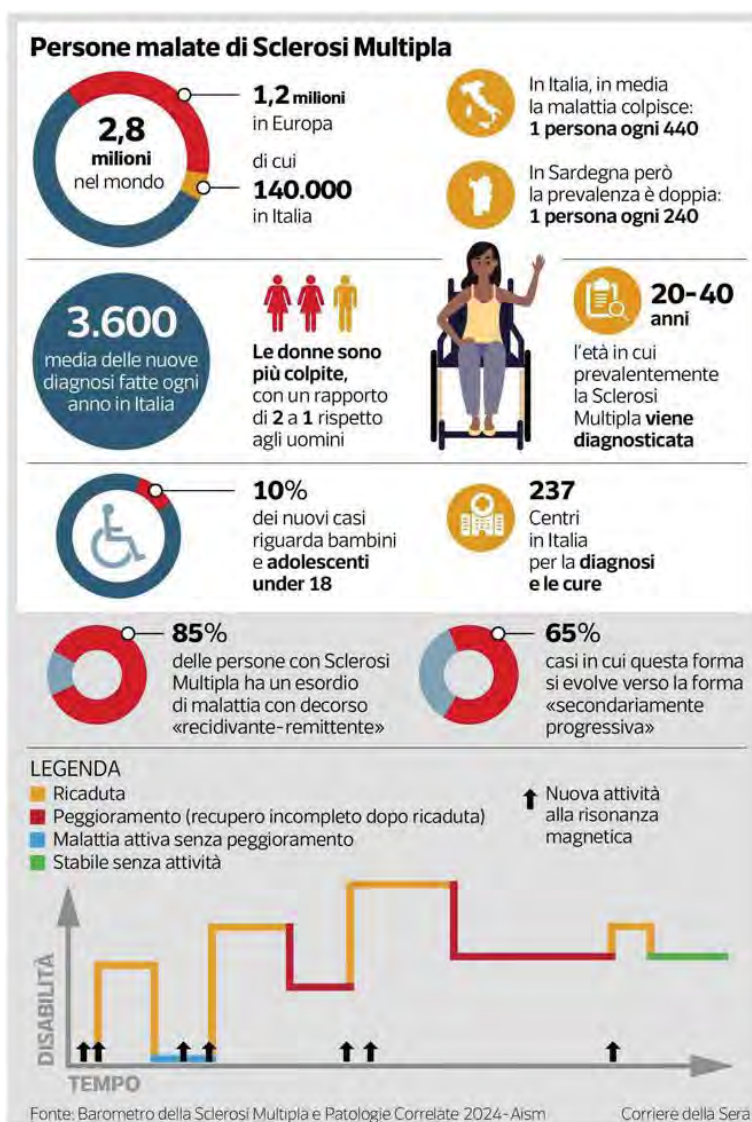 Persone malate di Sclerosi Multipla
2,8
milioni
nel mondo
1,2 milioni
in Europa
di cui
140.000
in Italia
In Italia, in media
la malattia colpisce:
1 persona ogni 440
In Sardegna però
la prevalenza è doppia:
1 persona ogni 240
3.600
media delle nuove
diagnosi fatte ogni
anno in Italia
Le donne sono
più colpite,
con un rapporto
di 2 a 1 rispetto
agli uomini
20-40
anni
l'età in cui
prevalentemente
la Sclerosi
Multipla viene
diagnosticata
10%
dei nuovi casi
riguarda bambini
e adolescenti
under 18
237
Centri
in Italia
per la diagnosi
e le cure
85%
delle persone con Sclerosi
Multipla ha un esordio
di malattia con decorso
«recidivante-remittente»
65%
casi in cui questa forma
si evolve verso la forma
«secondariamente
progressiva»
LEGENDA
Ricaduta
Peggioramento (recupero incompleto dopo ricaduta)
Malattia attiva senza peggioramento
Stabile senza attività
Nuova attività
alla risonanza
magnetica
DISABILITÀ
TEMPO
Fonte: Barometro della Sclerosi Multipla e Patologie Correlate 2024-Aism
Corriere della Sera